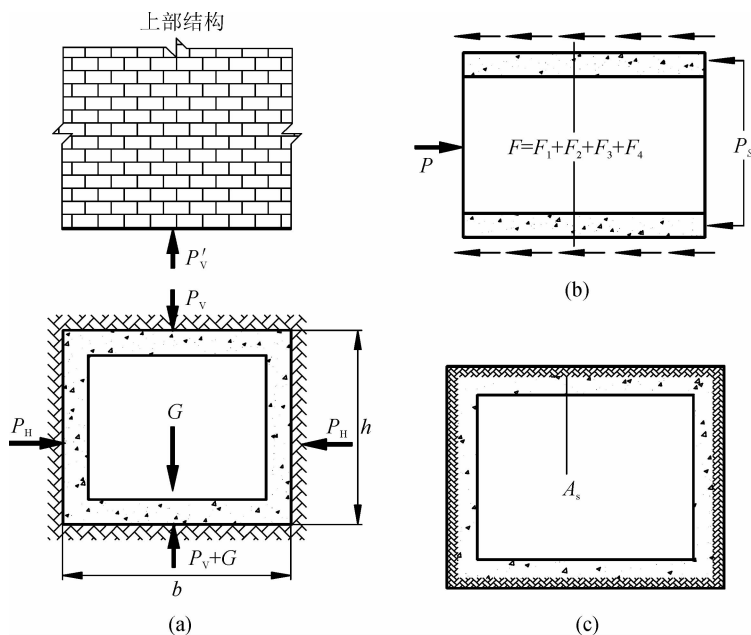 上部结构
P′V
PV
G
PH
PH
h
PV+G
b
(a)
P
F=F1+F2+F3+F4
PS
(b)
As
(c)